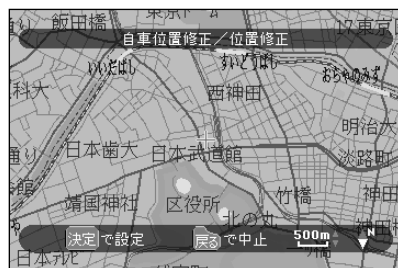 東京ドーム
通り 飯田橋
17 東京
自車位置修正／位置修正
いいだばし すいどうばし おちゃのみず
科大
西神田
明治大
通り 日本歯大 日本武道館 淡路町
館
靖国神社 区役所 竹橋 神田
北の丸
決定で設定 戻るで中止 500m N
日本テレビ